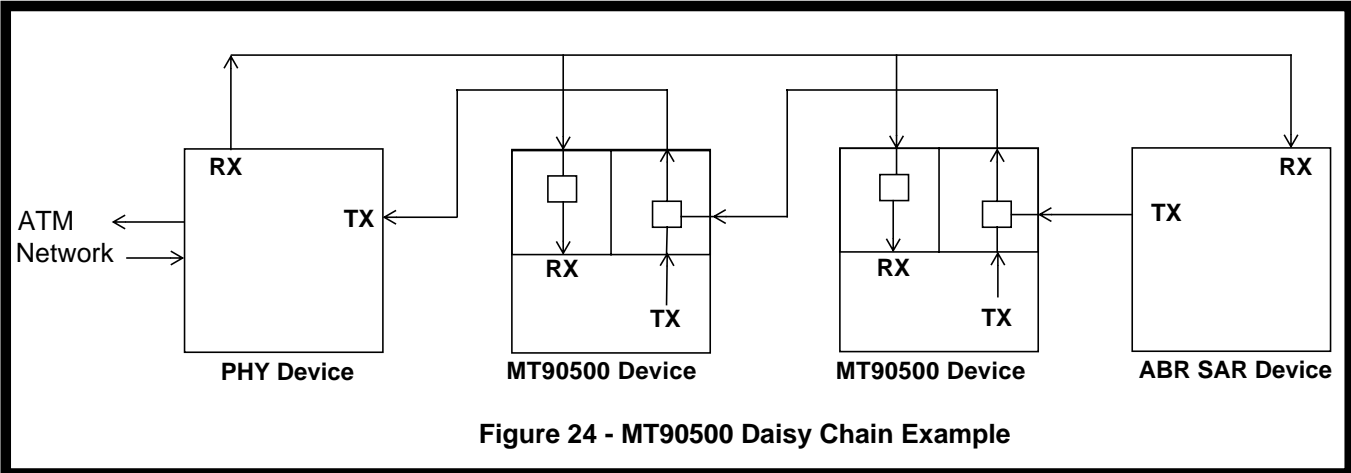 RX
RX
ATM
Network
TX
TX
RX
TX
RX
TX
PHY Device
MT90500 Device
MT90500 Device
ABR SAR Device
Figure 24 - MT90500 Daisy Chain Example